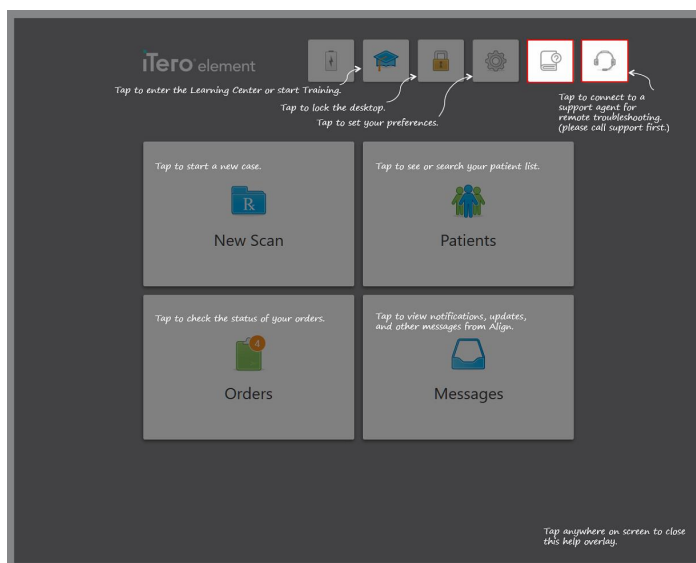 iTero element
Tap to enter the Learning Center or start Training.
Tap to lock the desktop.
Tap to set your preferences.
Tap to connect to a
support agent for
remote troubleshooting.
(please call support first.)
Tap to start a new case.
R
New Scan
Tap to see or search your patient list.
Patients
Tap to check the status of your orders.
4
Orders
Tap to view notifications, updates,
and other messages from Align.
Messages
Tap anywhere on screen to close
this help overlay.